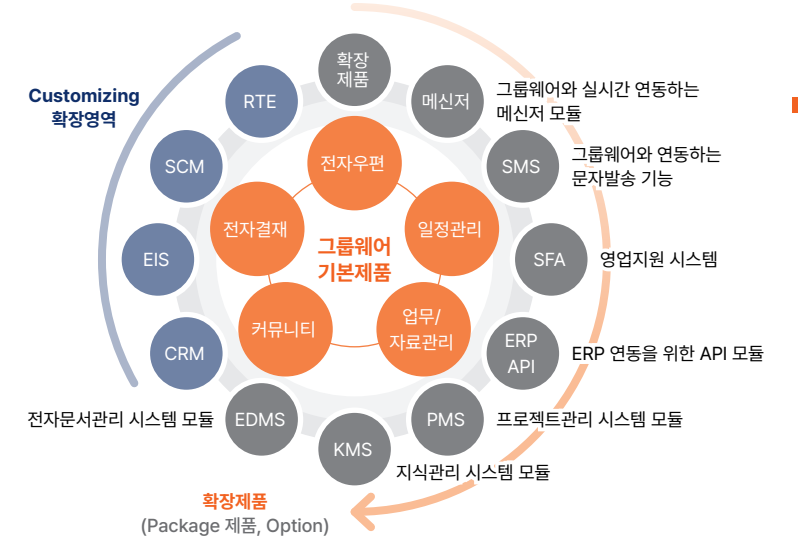 Customizing
확장영역
확장
제품
메신저
그룹웨어와 실시간 연동하는
메신저 모듈
SMS
그룹웨어와 연동하는
문자발송 기능
SFA
영업지원 시스템
ERP
API
ERP 연동을 위한 API 모듈
PMS
프로젝트관리 시스템 모듈
KMS
지식관리 시스템 모듈
EDMS
전자문서관리 시스템 모듈
CRM
EIS
SCM
RTE
전자우편
일정관리
업무/
자료관리
커뮤니티
전자결재
그룹웨어
기본제품
확장제품
(Package 제품, Option)